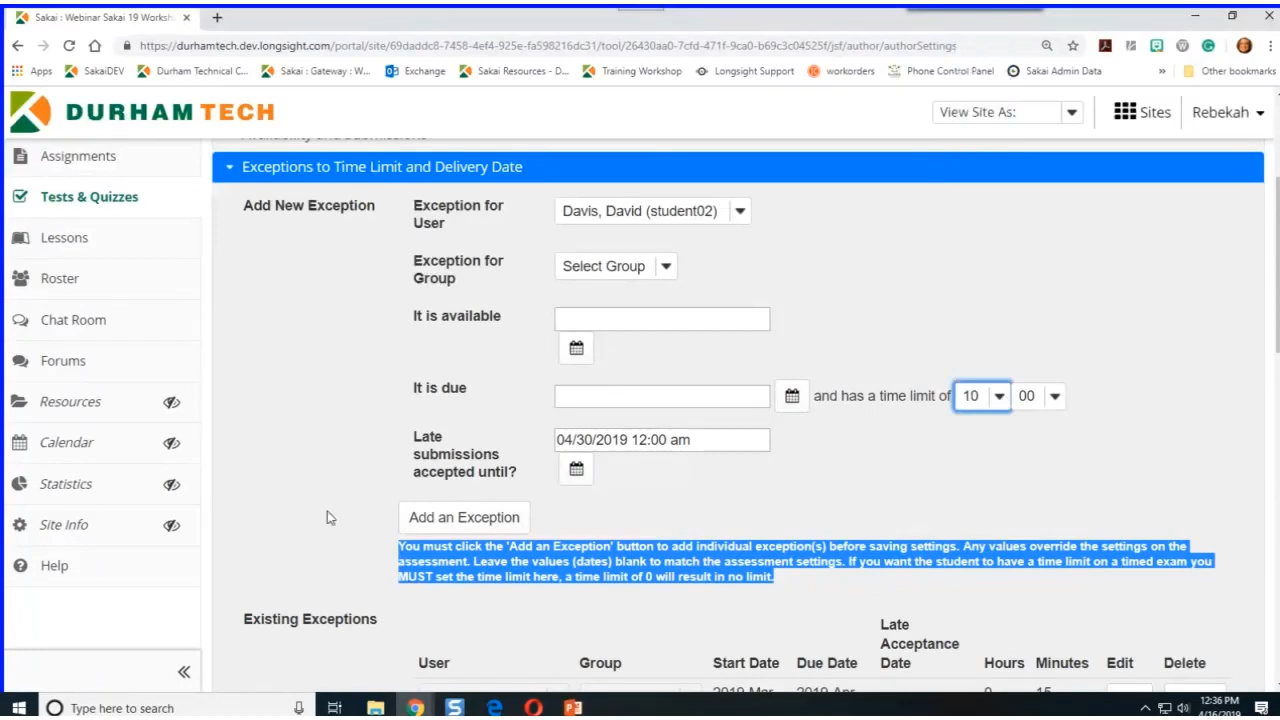 Sakai : Webinar Sakai 19 Worksh
https://durhamtech.dev.longsight.com/portal/site/69daddc8-7458-4ef4-925e-fa598216dc31/tool/26430aa0-7cfd-471f-9ca0-b69c3c04525f/jsf/author/authorSettings
Apps SakaiDEV Durham Technical C... Sakai : Gateway : W... Exchange Sakai Resources - D... Training Workshop Longsight Support workorders Phone Control Panel Sakai Admin Data » Other bookmarks
DURHAM TECH
View Site As:
Sites
Rebekah
Assignments
Tests & Quizzes
Lessons
Roster
Chat Room
Forums
Resources
Calendar
Statistics
Site Info
Help
Exceptions to Time Limit and Delivery Date
Add New Exception
Exception for
User
Davis, David (student02)
Exception for
Group
Select Group
It is available
It is due
and has a time limit of 10 00
Late
submissions
accepted until?
04/30/2019 12:00 am
Add an Exception
You must click the 'Add an Exception' button to add individual exception(s) before saving settings. Any values override the settings on the
assessment. Leave the values (dates) blank to match the assessment settings. If you want the student to have a time limit on a timed exam you
MUST set the time limit here, a time limit of 0 will result in no limit.
Existing Exceptions
User
Group
Start Date
Due Date
Late
Acceptance
Date
Hours
Minutes
Edit
Delete
Type here to search
12:36 PM
4/16/2019